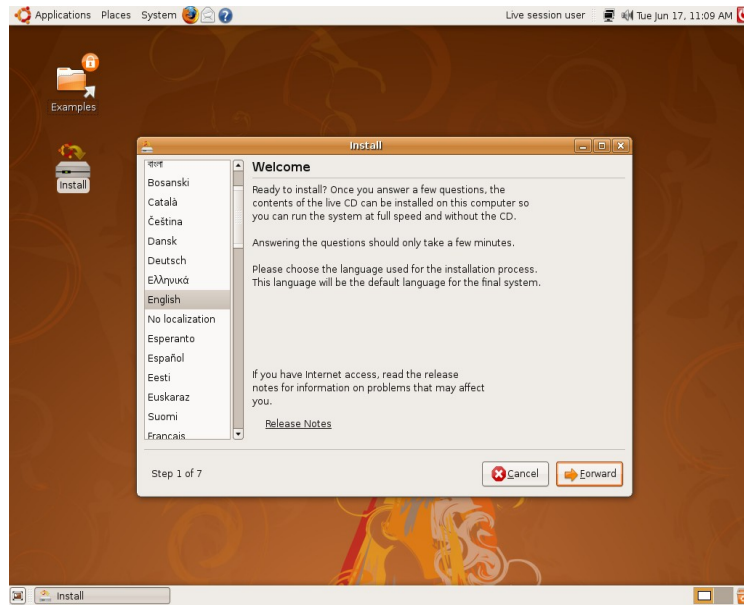 Applications Places System Live session user Tue Jun 17, 11:09 AM
Examples
Install
Install
বাংলা
Bosanski
Català
Čeština
Dansk
Deutsch
Ελληνικά
English
No localization
Esperanto
Español
Eesti
Euskaraz
Suomi
Français
Welcome
Ready to install? Once you answer a few questions, the
contents of the live CD can be installed on this computer so
you can run the system at full speed and without the CD.
Answering the questions should only take a few minutes.
Please choose the language used for the installation process.
This language will be the default language for the final system.
If you have Internet access, read the release
notes for information on problems that may affect
you.
Release Notes
Step 1 of 7
Cancel Forward
Install